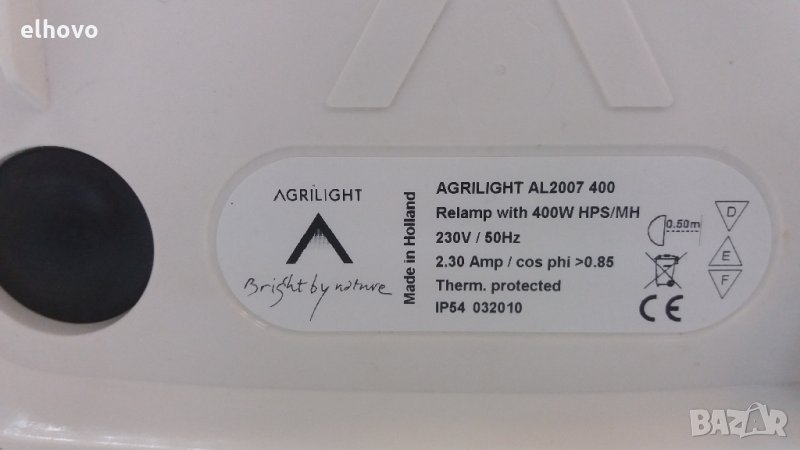 elhovo
AGRILIGHT
Bright by nature
Made in Holland
AGRILIGHT AL2007 400
Relamp with 400W HPS/MH
230V / 50Hz
2.30 Amp / cos phi >0.85
Therm. protected
IP54 032010
0.50m
D
E
F
CE
BAZAR